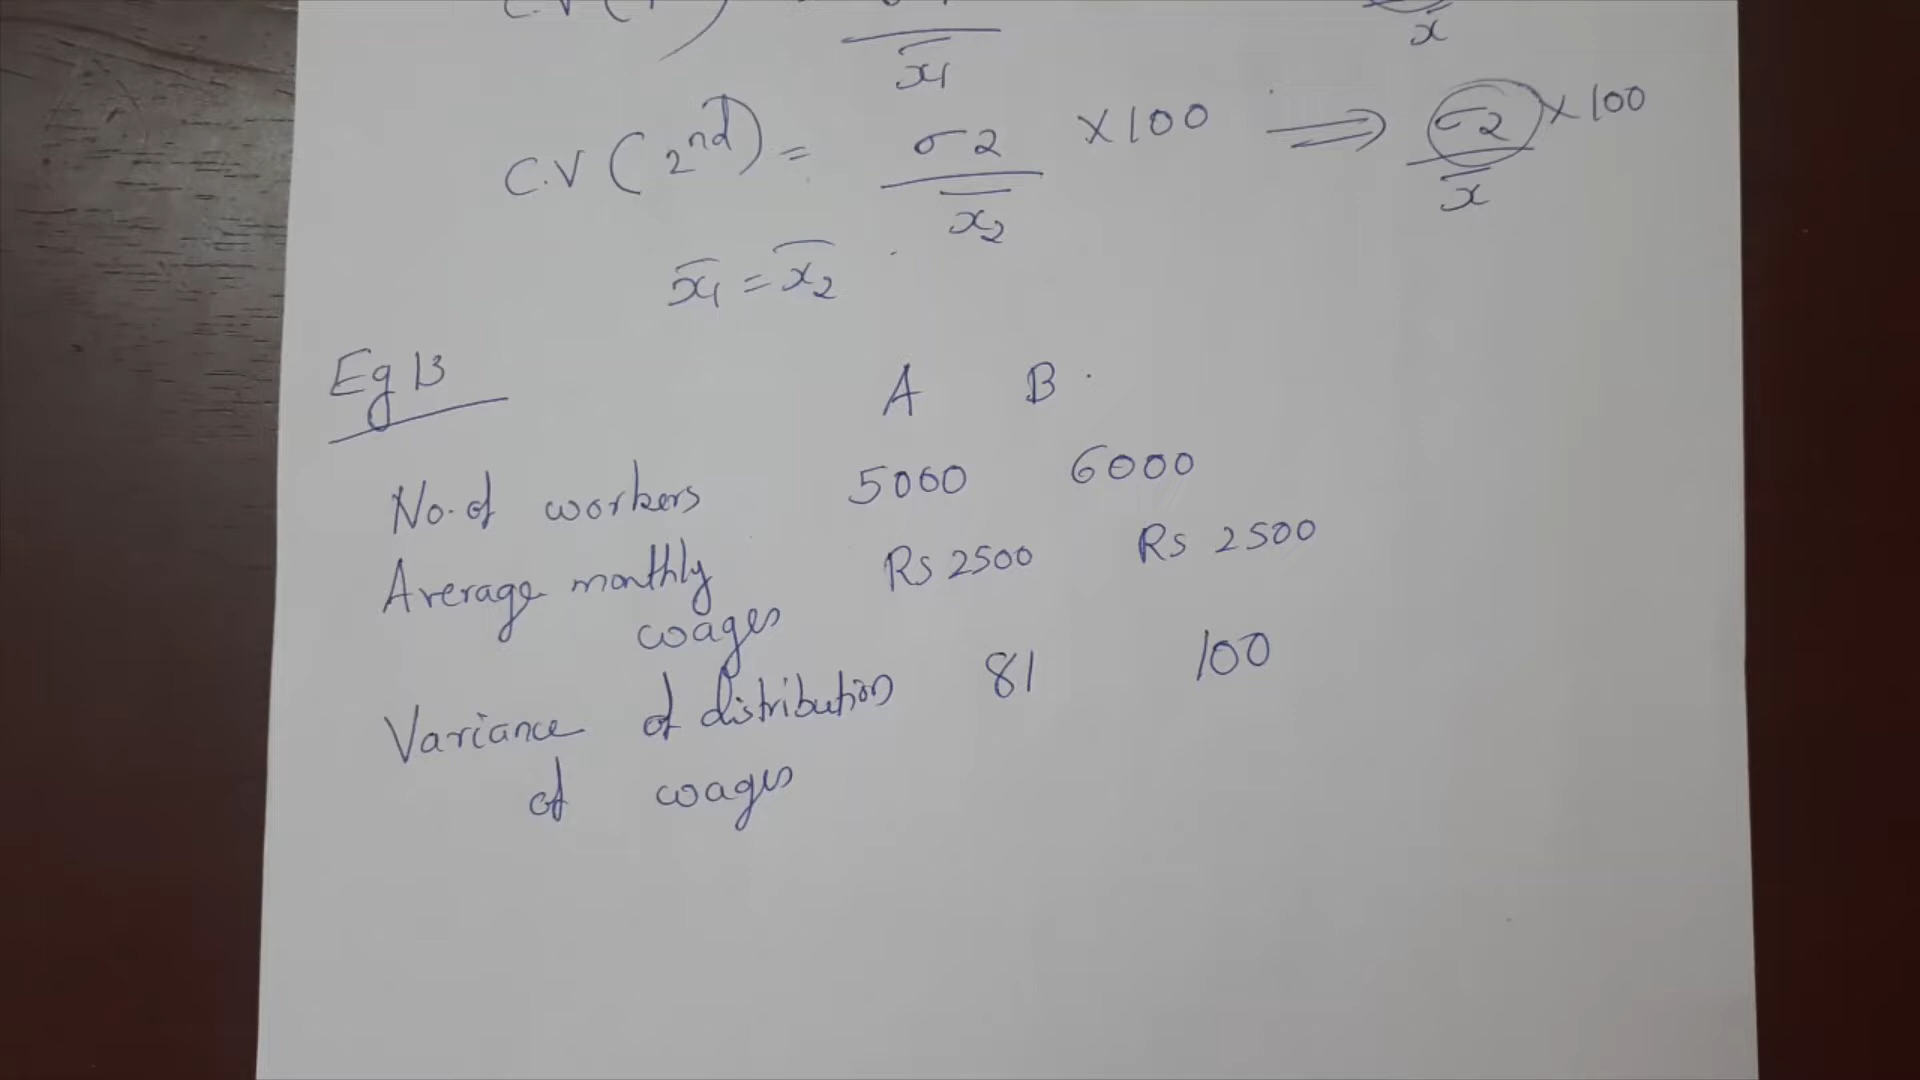 x̄1
x̄
C.V (2nd) = σ2 / x̄2 ×100 ⟹ σ2 / x̄ ×100
x̄1 = x̄2
Eg 13
A B
No. of workers 5000 6000
Average monthly Rs 2500 Rs 2500
wages
Variance of distribution 81 100
of wages